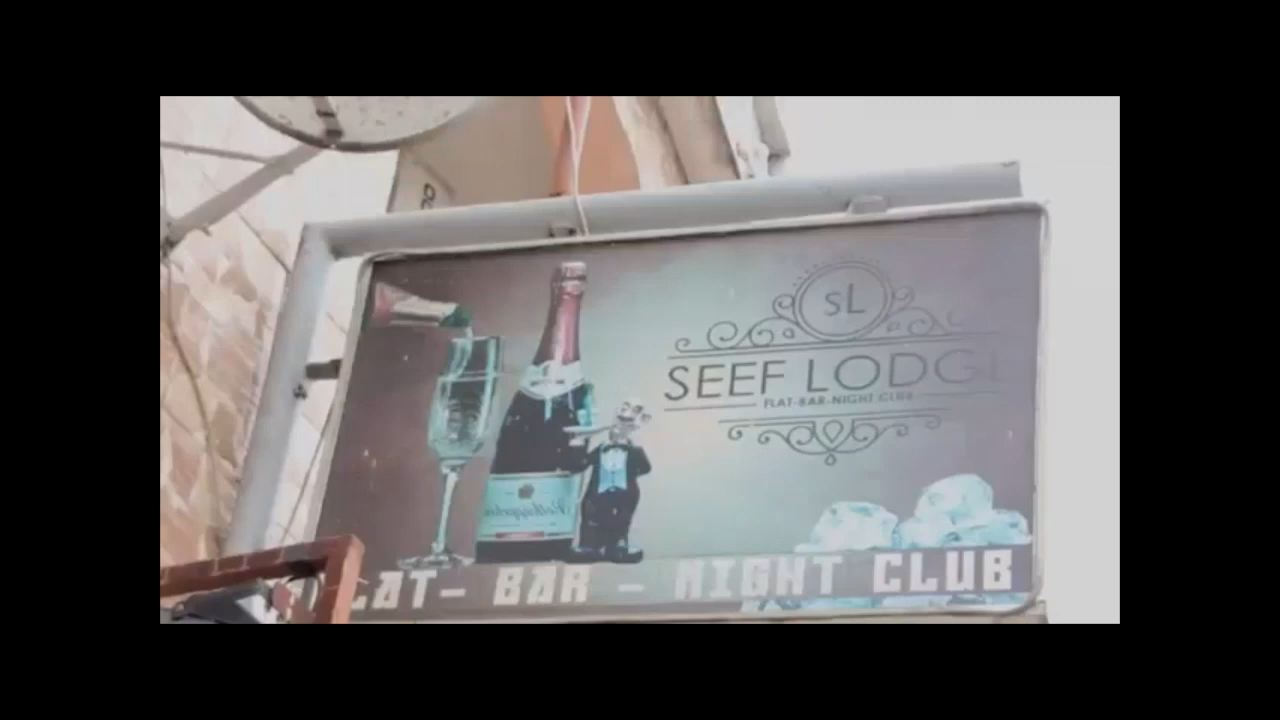 SL
SEEF LODGE
FLAT-BAR-NIGHT CLUB
LAT- BAR - NIGHT CLUB